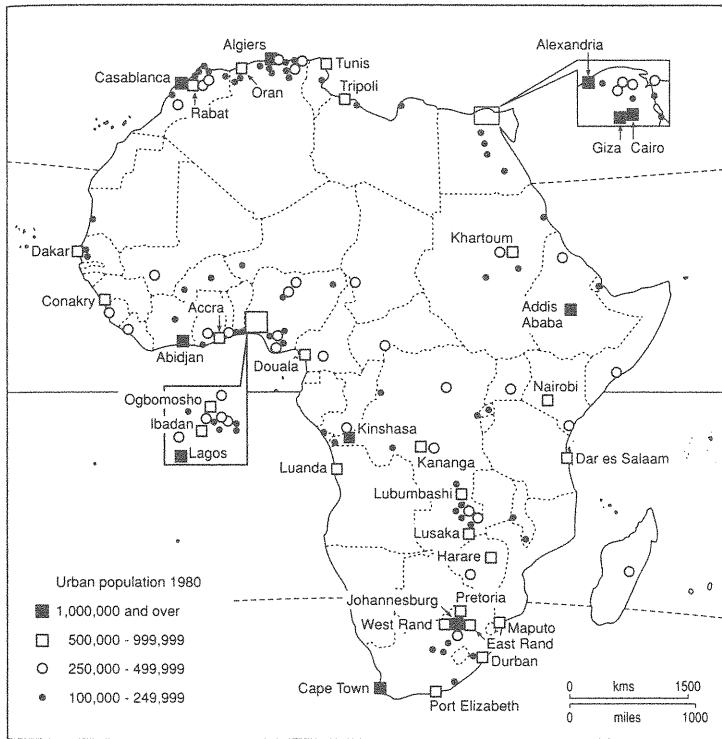 Algiers
Tunis
Alexandria
Casablanca
Oran
Tripoli
Rabat
Giza
Cairo
Dakar
Khartoum
Conakry
Accra
Addis
Ababa
Abidjan
Douala
Ogbomosho
Nairobi
Ibadan
Kinshasa
Lagos
Kananga
Dar es Salaam
Luanda
Lubumbashi
Lusaka
Harare
Urban population 1980
1,000,000 and over
500,000 - 999,999
250,000 - 499,999
100,000 - 249,999
Pretoria
Johannesburg
West Rand
Maputo
East Rand
Durban
Cape Town
Port Elizabeth
0 kms 1500
0 miles 1000